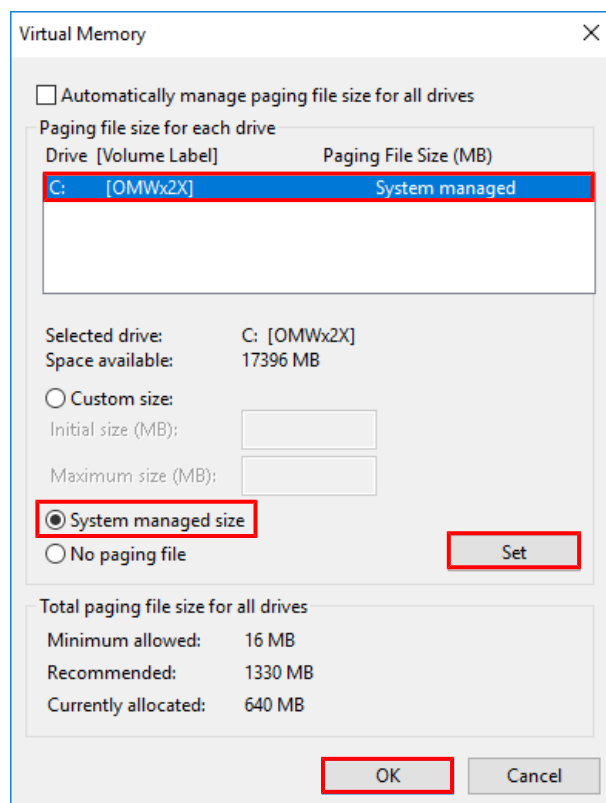 Virtual Memory
Automatically manage paging file size for all drives
Paging file size for each drive
Drive [Volume Label] Paging File Size (MB)
C: [OMWx2X] System managed
Selected drive: C: [OMWx2X]
Space available: 17396 MB
Custom size:
Initial size (MB):
Maximum size (MB):
System managed size
No paging file Set
Total paging file size for all drives
Minimum allowed: 16 MB
Recommended: 1330 MB
Currently allocated: 640 MB
OK Cancel